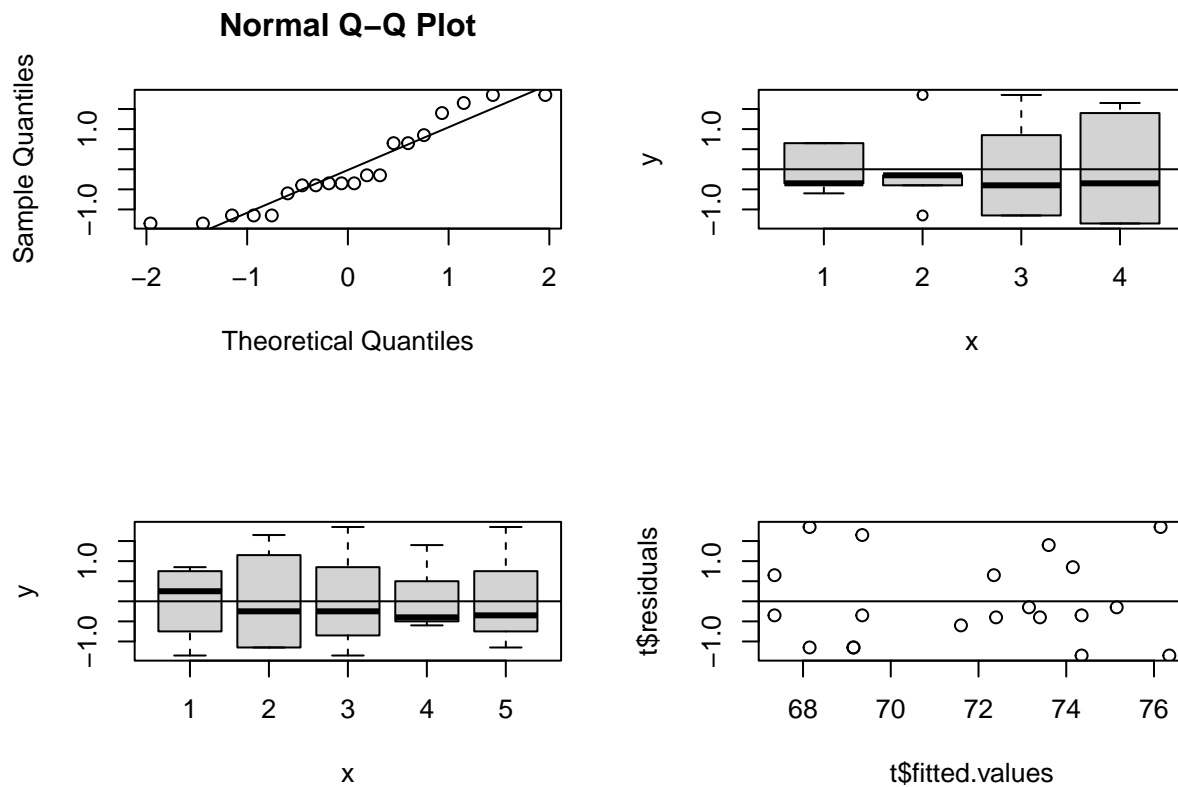 Normal Q−Q Plot
Sample Quantiles
1.0
−1.0
−2 −1 0 1 2
Theoretical Quantiles
y
1.0
−1.0
1 2 3 4
x
y
1.0
−1.0
1 2 3 4 5
x
t$residuals
1.0
−1.0
68 70 72 74 76
t$fitted.values